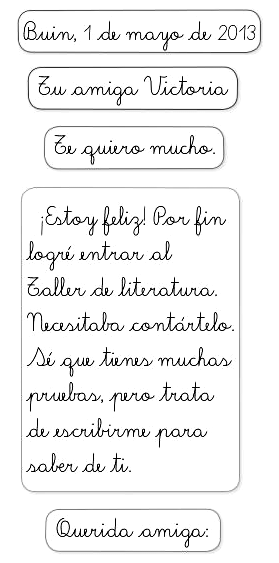 Buin, 1 de mayo de 2013
Tu amiga Victoria
Te quiero mucho.
¡Estoy feliz! Por fin
logré entrar al
Taller de literatura.
Necesitaba contártelo.
Sé que tienes muchas
pruebas, pero trata
de escribirme para
saber de ti.
Querida amiga: